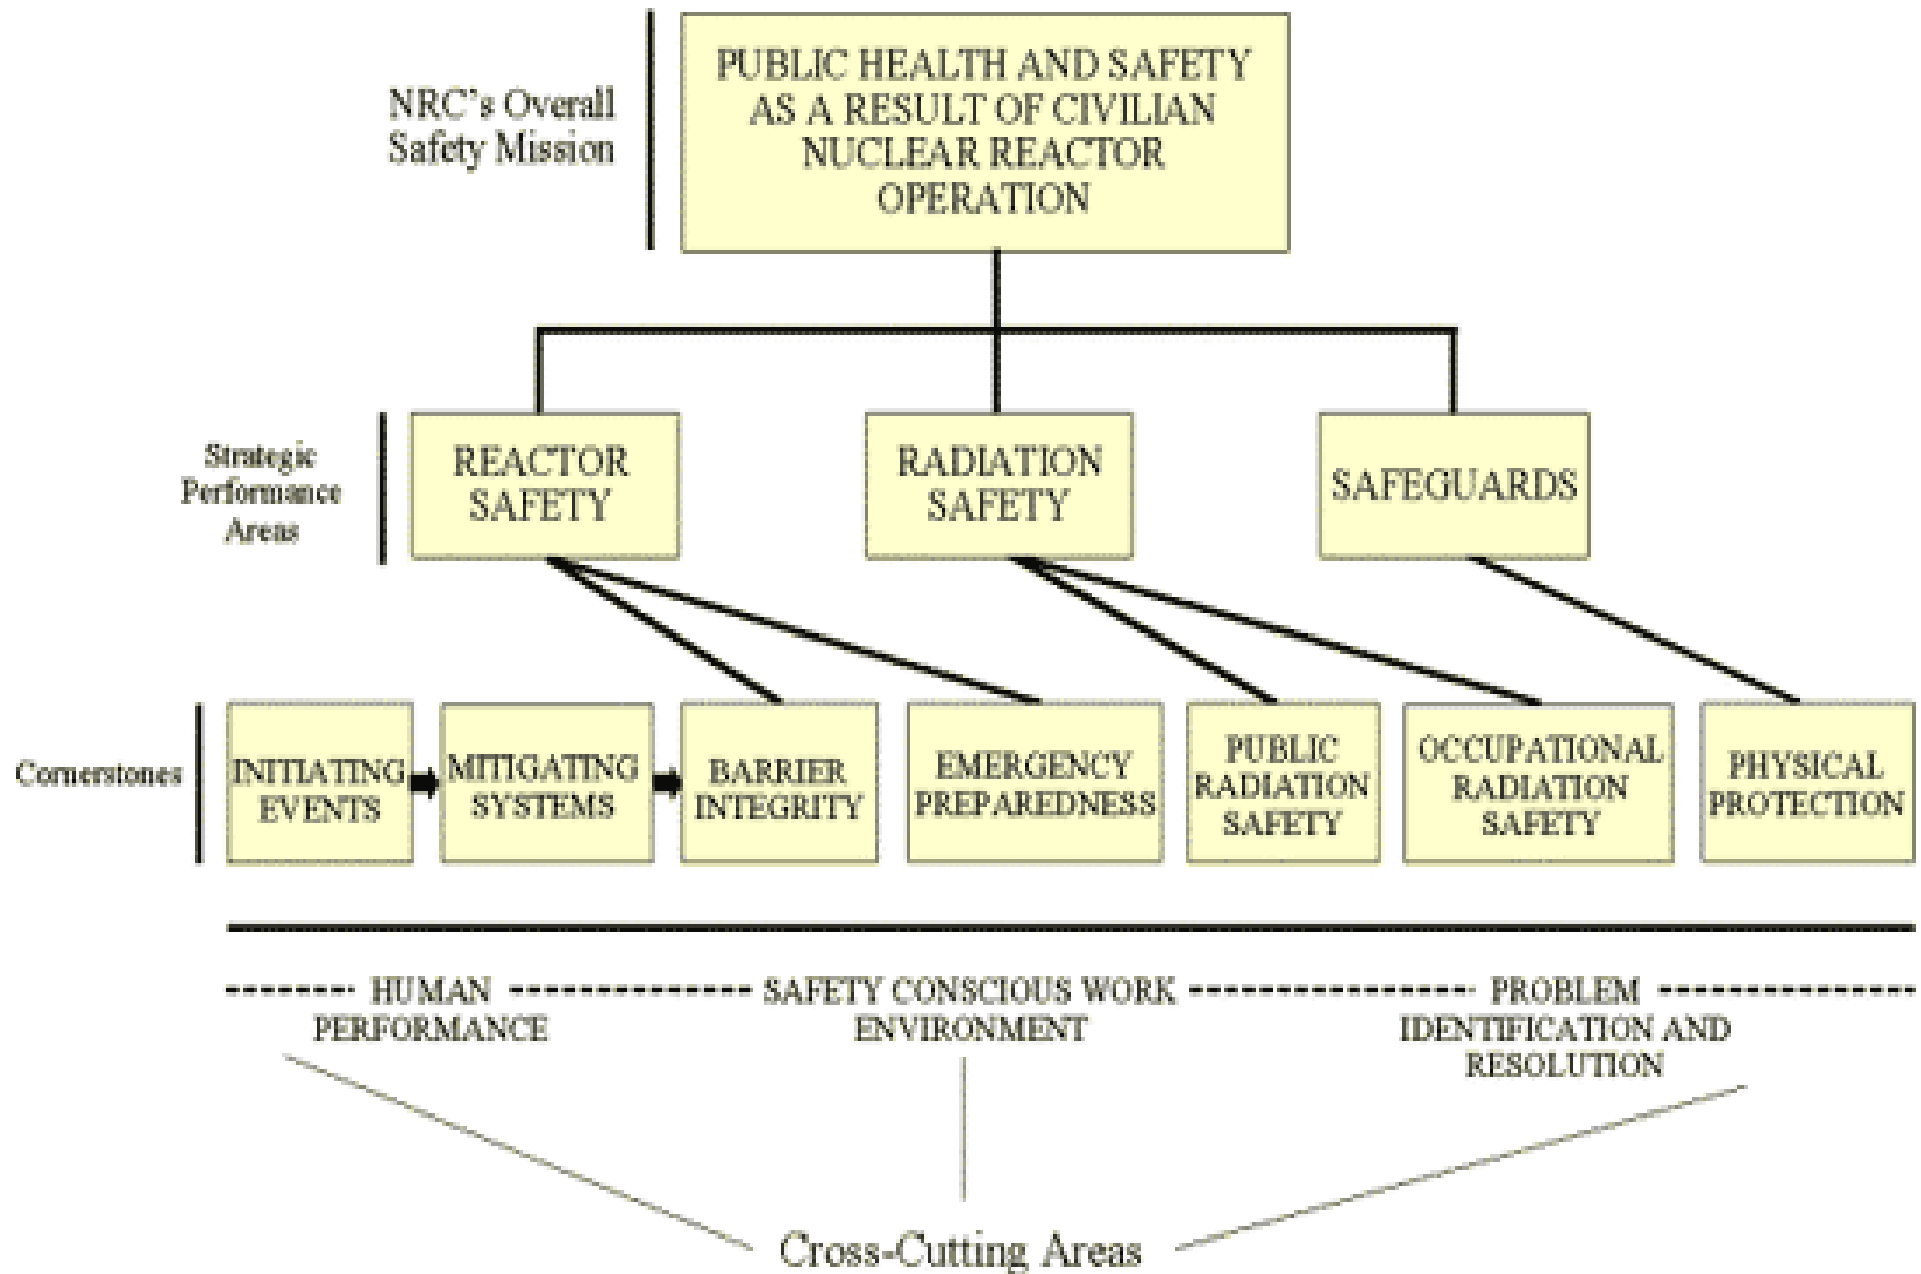 NRC's Overall
Safety Mission
PUBLIC HEALTH AND SAFETY
AS A RESULT OF CIVILIAN
NUCLEAR REACTOR
OPERATION
Strategic
Performance
Areas
REACTOR
SAFETY
RADIATION
SAFETY
SAFEGUARDS
Cornerstones
INITIATING
EVENTS
MITIGATING
SYSTEMS
BARRIER
INTEGRITY
EMERGENCY
PREPAREDNESS
PUBLIC
RADIATION
SAFETY
OCCUPATIONAL
RADIATION
SAFETY
PHYSICAL
PROTECTION
HUMAN
PERFORMANCE
SAFETY CONSCIOUS WORK
ENVIRONMENT
PROBLEM
IDENTIFICATION AND
RESOLUTION
Cross-Cutting Areas